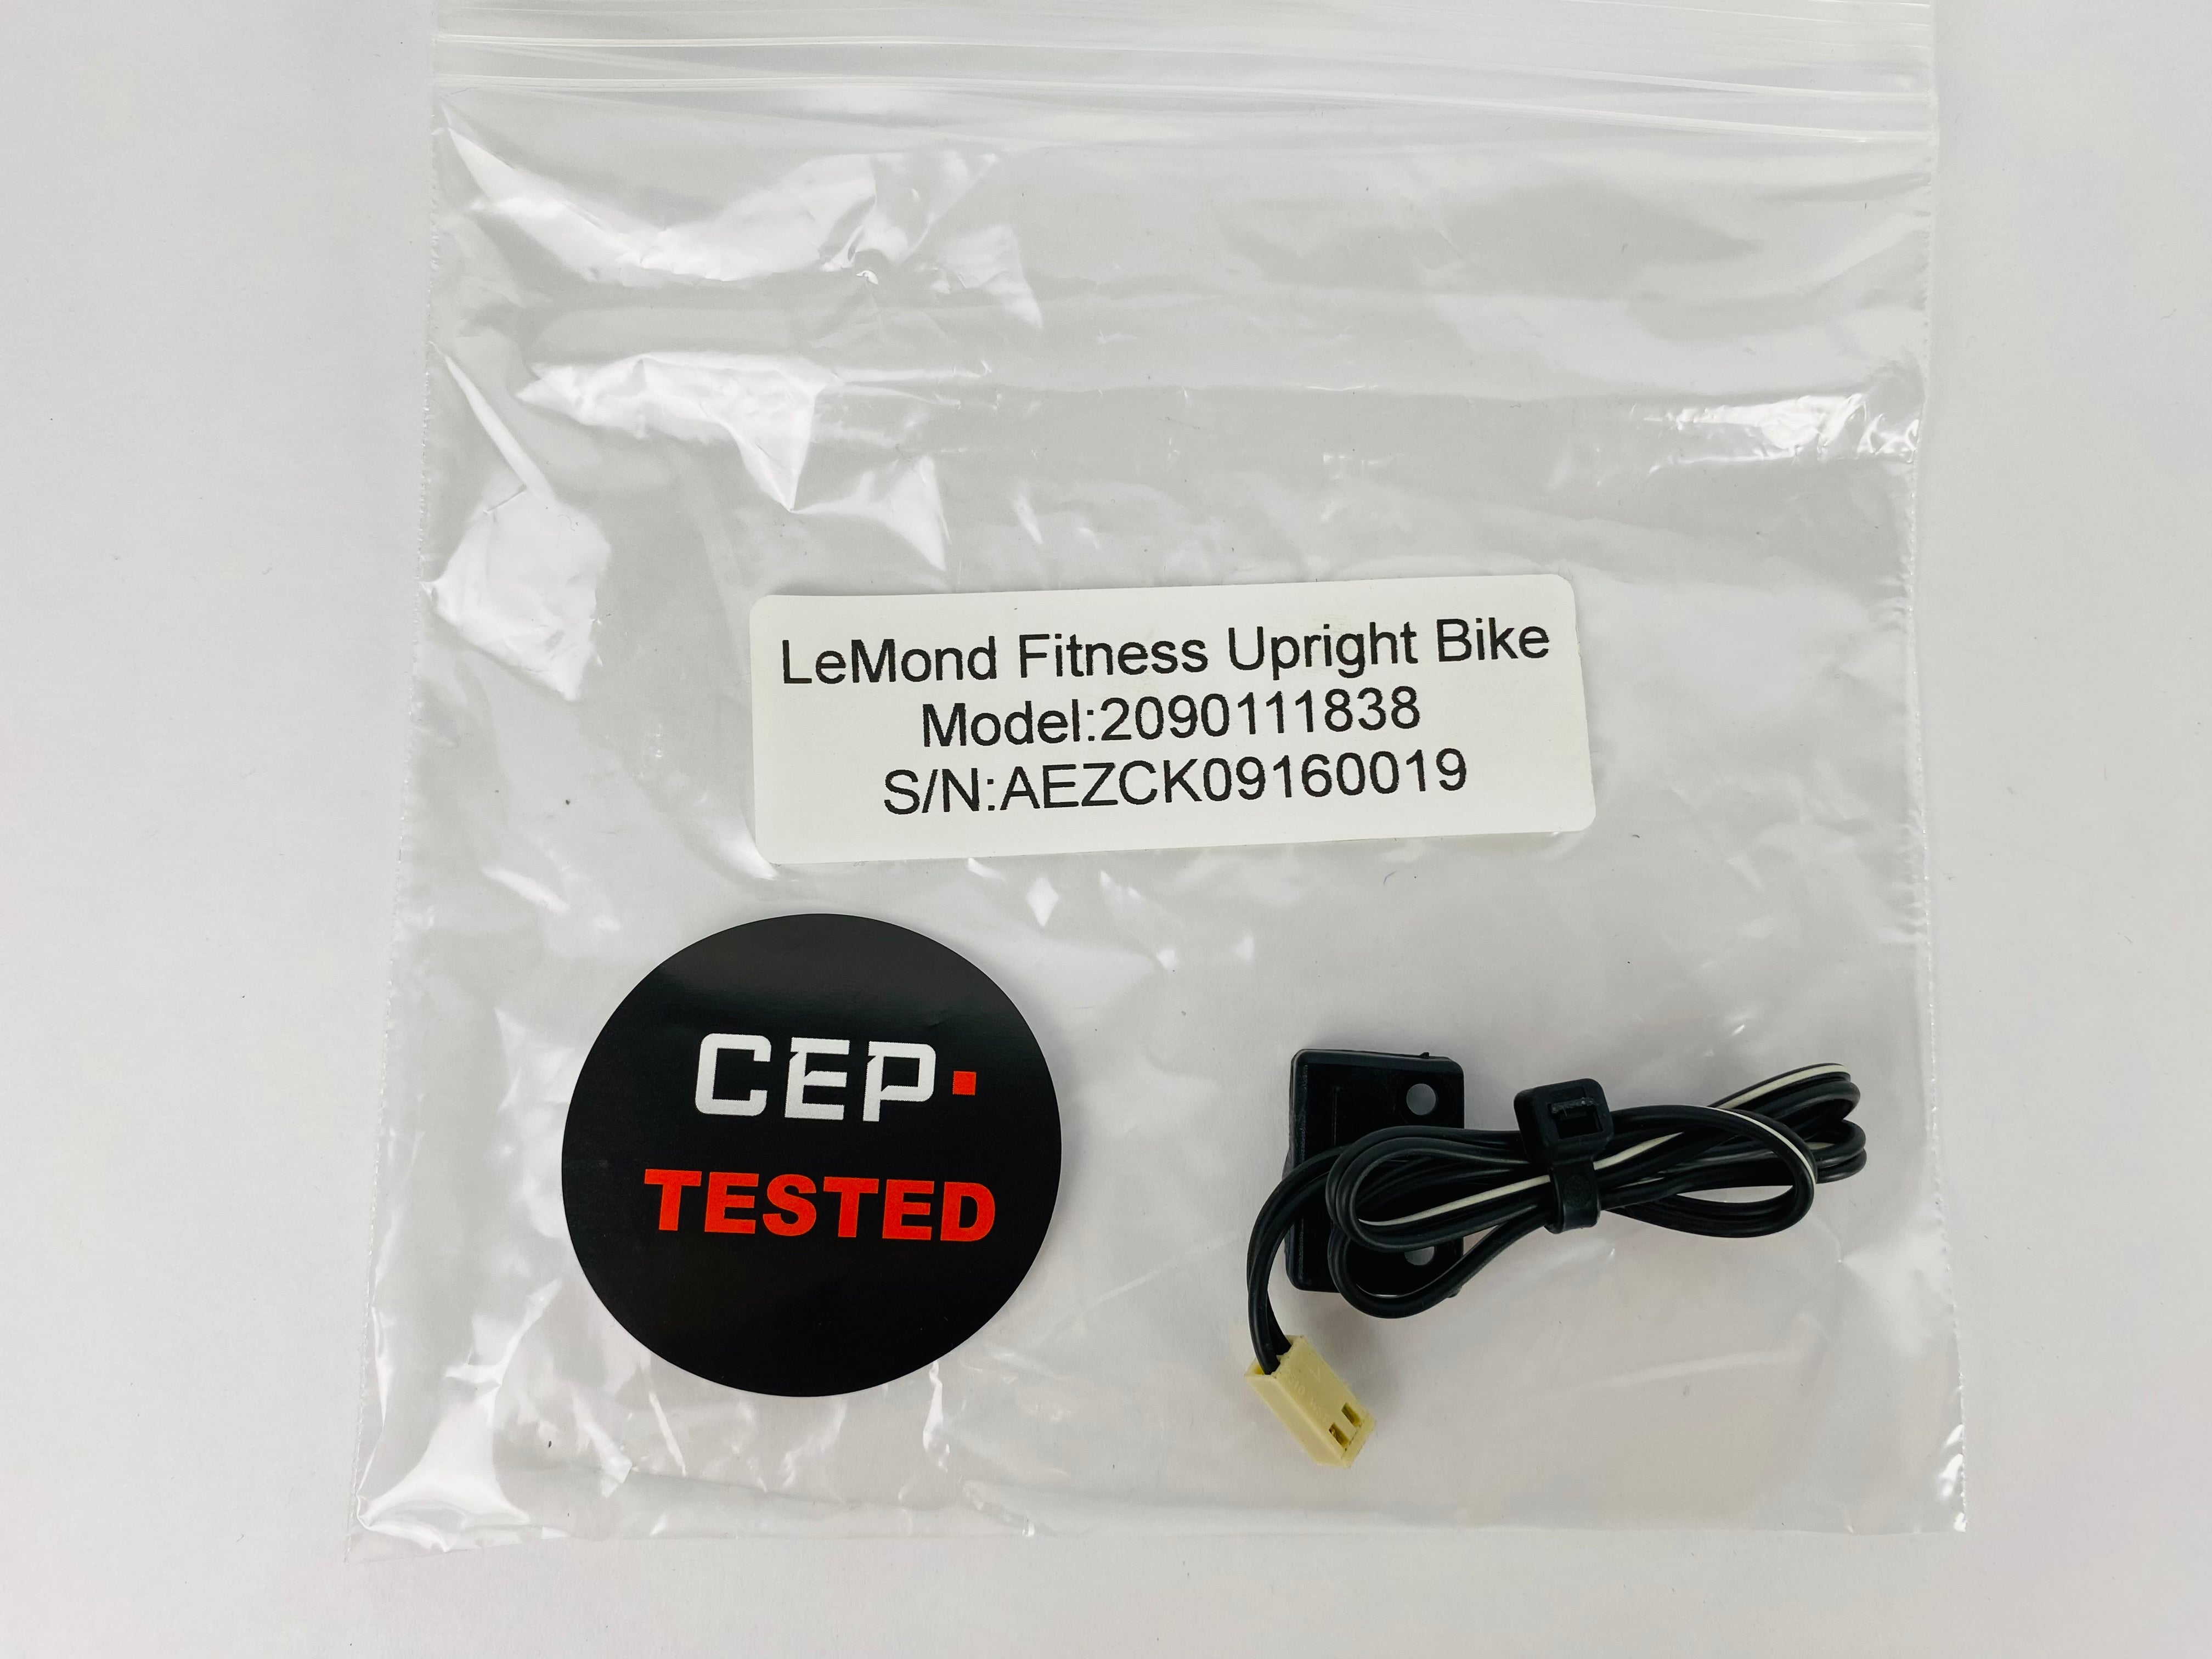 LeMond Fitness Upright Bike
Model:2090111838
S/N:AEZCK09160019
CEP
TESTED